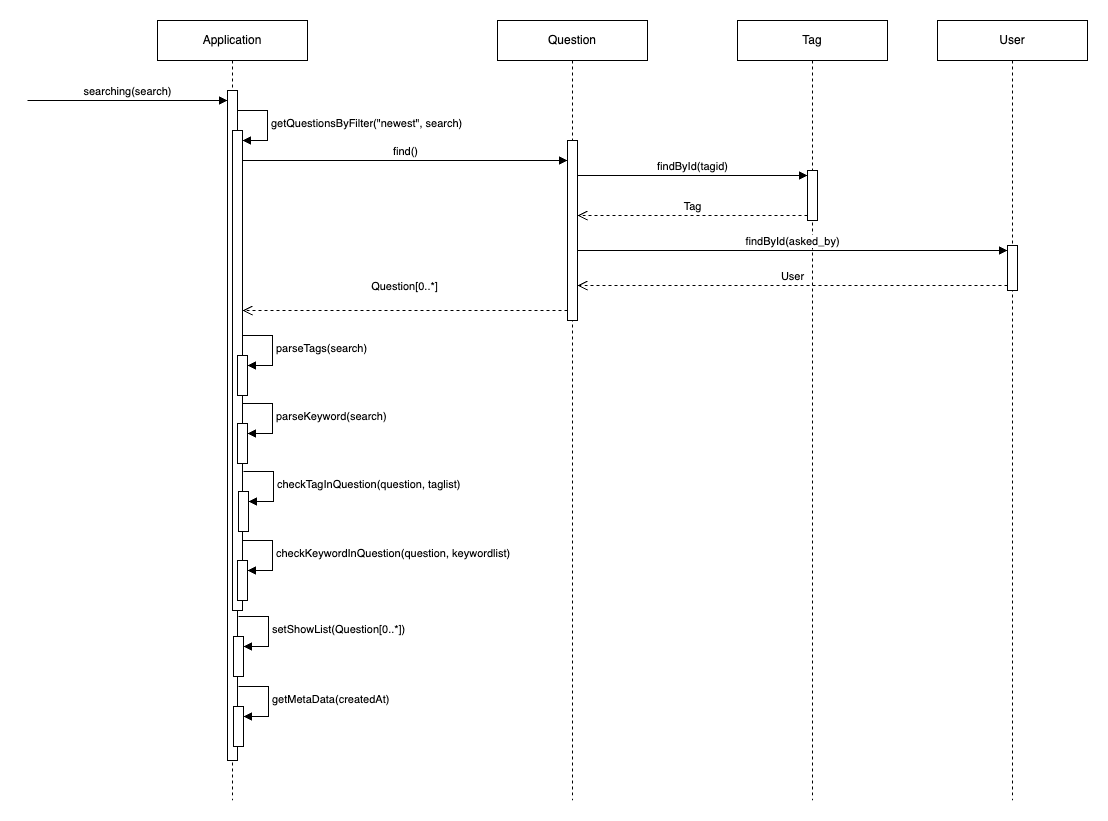 Application
Question
Tag
User
searching(search)
getQuestionsByFilter("newest", search)
find()
findById(tagid)
Tag
findById(asked_by)
User
Question[0..*]
parseTags(search)
parseKeyword(search)
checkTagInQuestion(question, taglist)
checkKeywordInQuestion(question, keywordlist)
setShowList(Question[0..*])
getMetaData(createdAt)